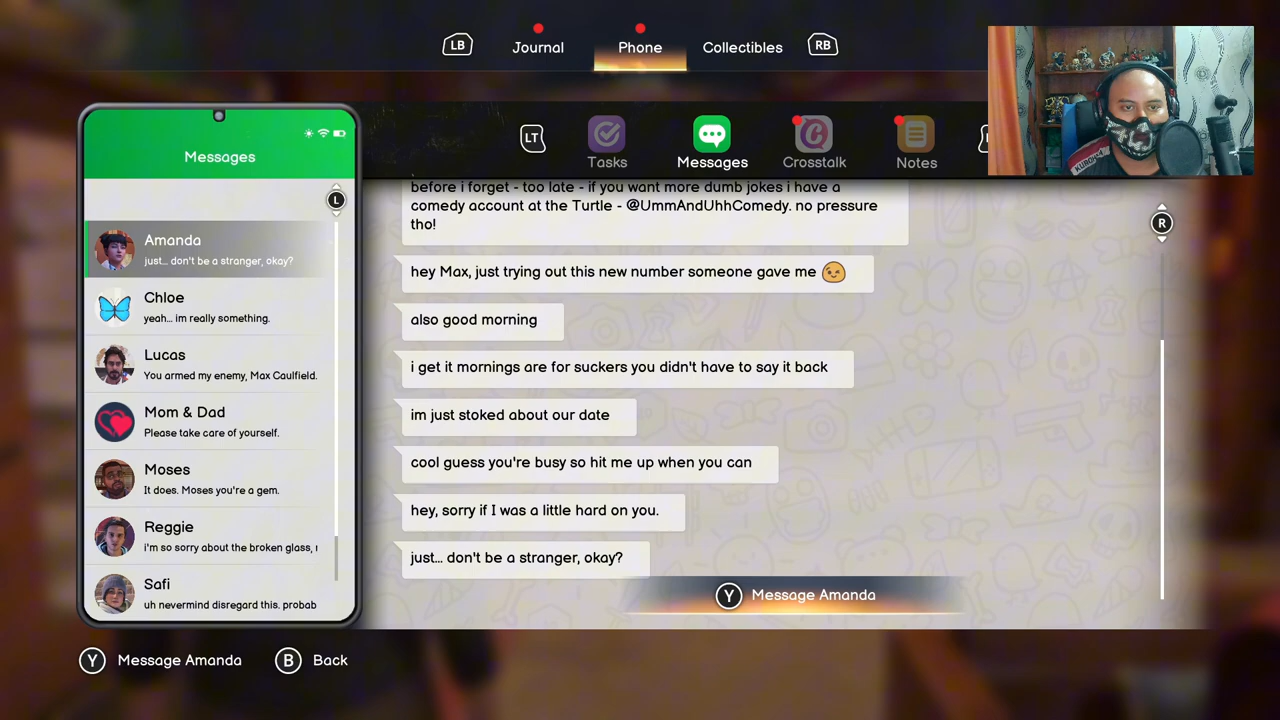 LB
Journal
Phone
Collectibles
RB
Messages
LT
Tasks
Messages
Crosstalk
Notes
L
R
Amanda
just... don't be a stranger, okay?
Chloe
yeah... im really something.
Lucas
You armed my enemy, Max Caulfield.
Mom & Dad
Please take care of yourself.
Moses
It does. Moses you're a gem.
Reggie
i'm so sorry about the broken glass,
Safi
uh nevermind disregard this. probab
before i forget - too late - if you want more dumb jokes i have a
comedy account at the Turtle - @UmmAndUhhComedy. no pressure
tho!
hey Max, just trying out this new number someone gave me
also good morning
i get it mornings are for suckers you didn't have to say it back
im just stoked about our date
cool guess you're busy so hit me up when you can
hey, sorry if I was a little hard on you.
just... don't be a stranger, okay?
Y Message Amanda
Y Message Amanda B Back